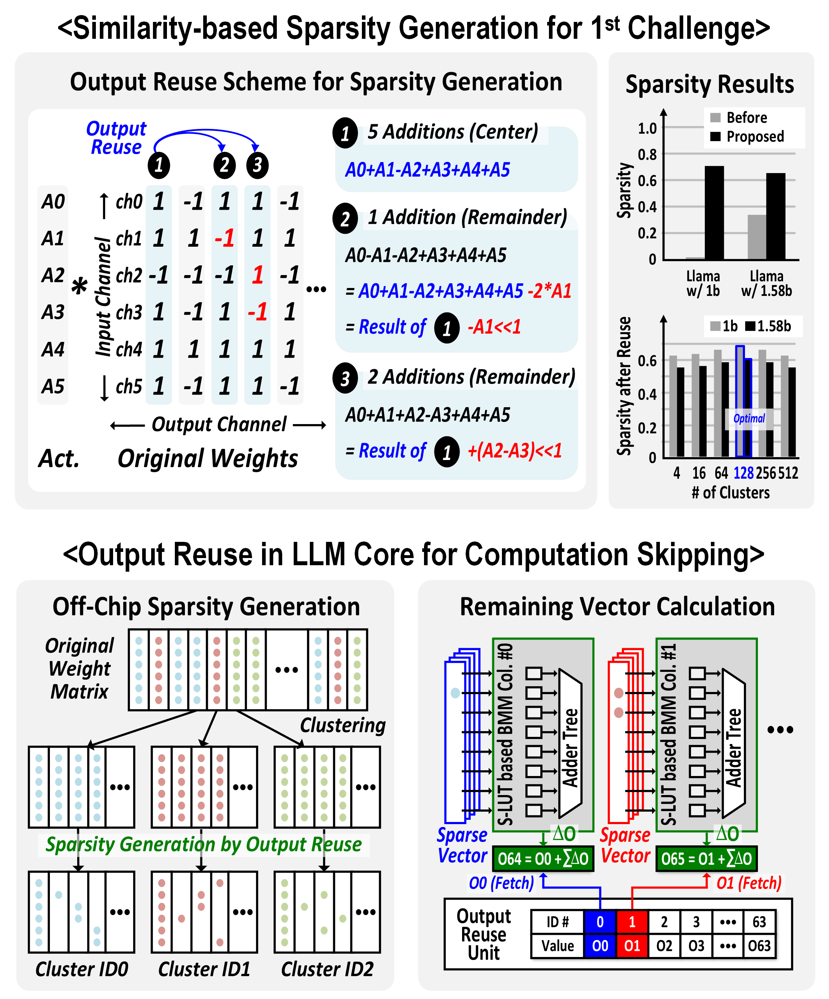 <Similarity-based Sparsity Generation for 1st Challenge>
Output Reuse Scheme for Sparsity Generation
Output
Reuse
1 2 3
A0 ch0 1 -1 1 1 -1
A1 ch1 1 1 -1 1 1
A2 ch2 -1 -1 -1 1 -1
A3 ch3 1 -1 1 -1 1
A4 ch4 1 1 1 1 1
A5 ch5 1 -1 1 1 -1
*
Input Channel
•••
Output Channel
Act. Original Weights
1 5 Additions (Center)
A0+A1-A2+A3+A4+A5
2 1 Addition (Remainder)
A0-A1-A2+A3+A4+A5
= A0+A1-A2+A3+A4+A5 -2*A1
= Result of 1 -A1<<1
3 2 Additions (Remainder)
A0+A1+A2-A3+A4+A5
= Result of 1 +(A2-A3)<<1
Sparsity Results
Before
Proposed
Sparsity
1.0
0.8
0.6
0.4
0.2
0
Llama Llama
w/ 1b w/ 1.58b
1b 1.58b
Sparsity after Reuse
0.6
0.4
0.2
0
Optimal
4 16 64 128 256 512
# of Clusters
<Output Reuse in LLM Core for Computation Skipping>
Off-Chip Sparsity Generation
Original
Weight
Matrix
•••
Clustering
••• ••• •••
Sparsity Generation by Output Reuse
••• ••• •••
Cluster ID0 Cluster ID1 Cluster ID2
Remaining Vector Calculation
S-LUT based BMM Col. #0
Adder Tree
S-LUT based BMM Col. #1
Adder Tree
•••
Sparse
Vector
ΔO
O64 = O0 + ∑ΔO
Sparse
Vector
ΔO
O65 = O1 + ∑ΔO
O0 (Fetch)
O1 (Fetch)
Output
Reuse
Unit
ID # 0 1 2 3 ••• 63
Value O0 O1 O2 O3 ••• O63